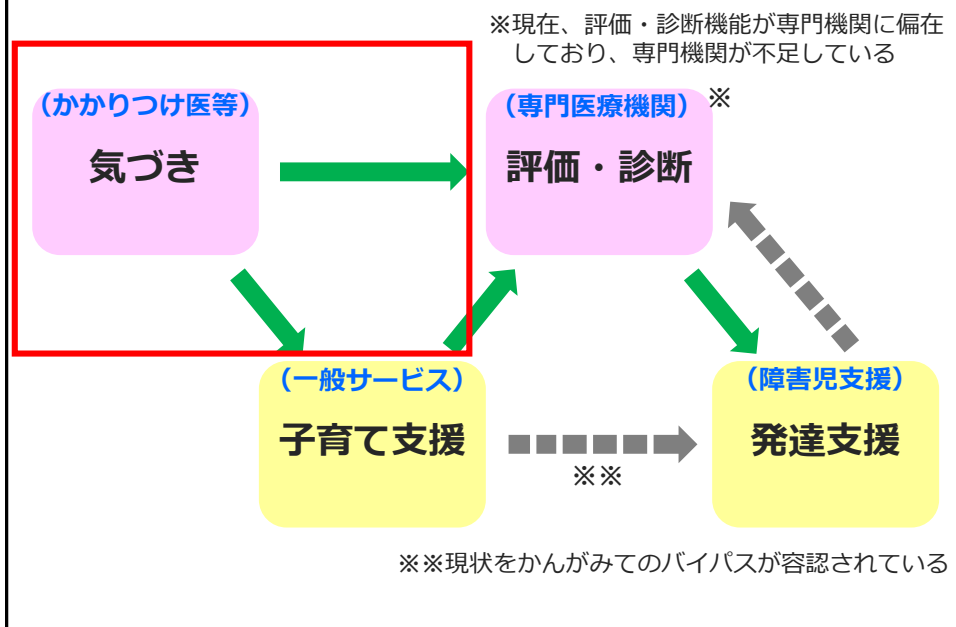 ※現在、評価・診断機能が専門機関に偏在
しており、専門機関が不足している
(かかりつけ医等)
気づき
(専門医療機関)
※
評価・診断
(一般サービス)
子育て支援
※※
(障害児支援)
発達支援
※※現状をかんがみてのバイパスが容認されている